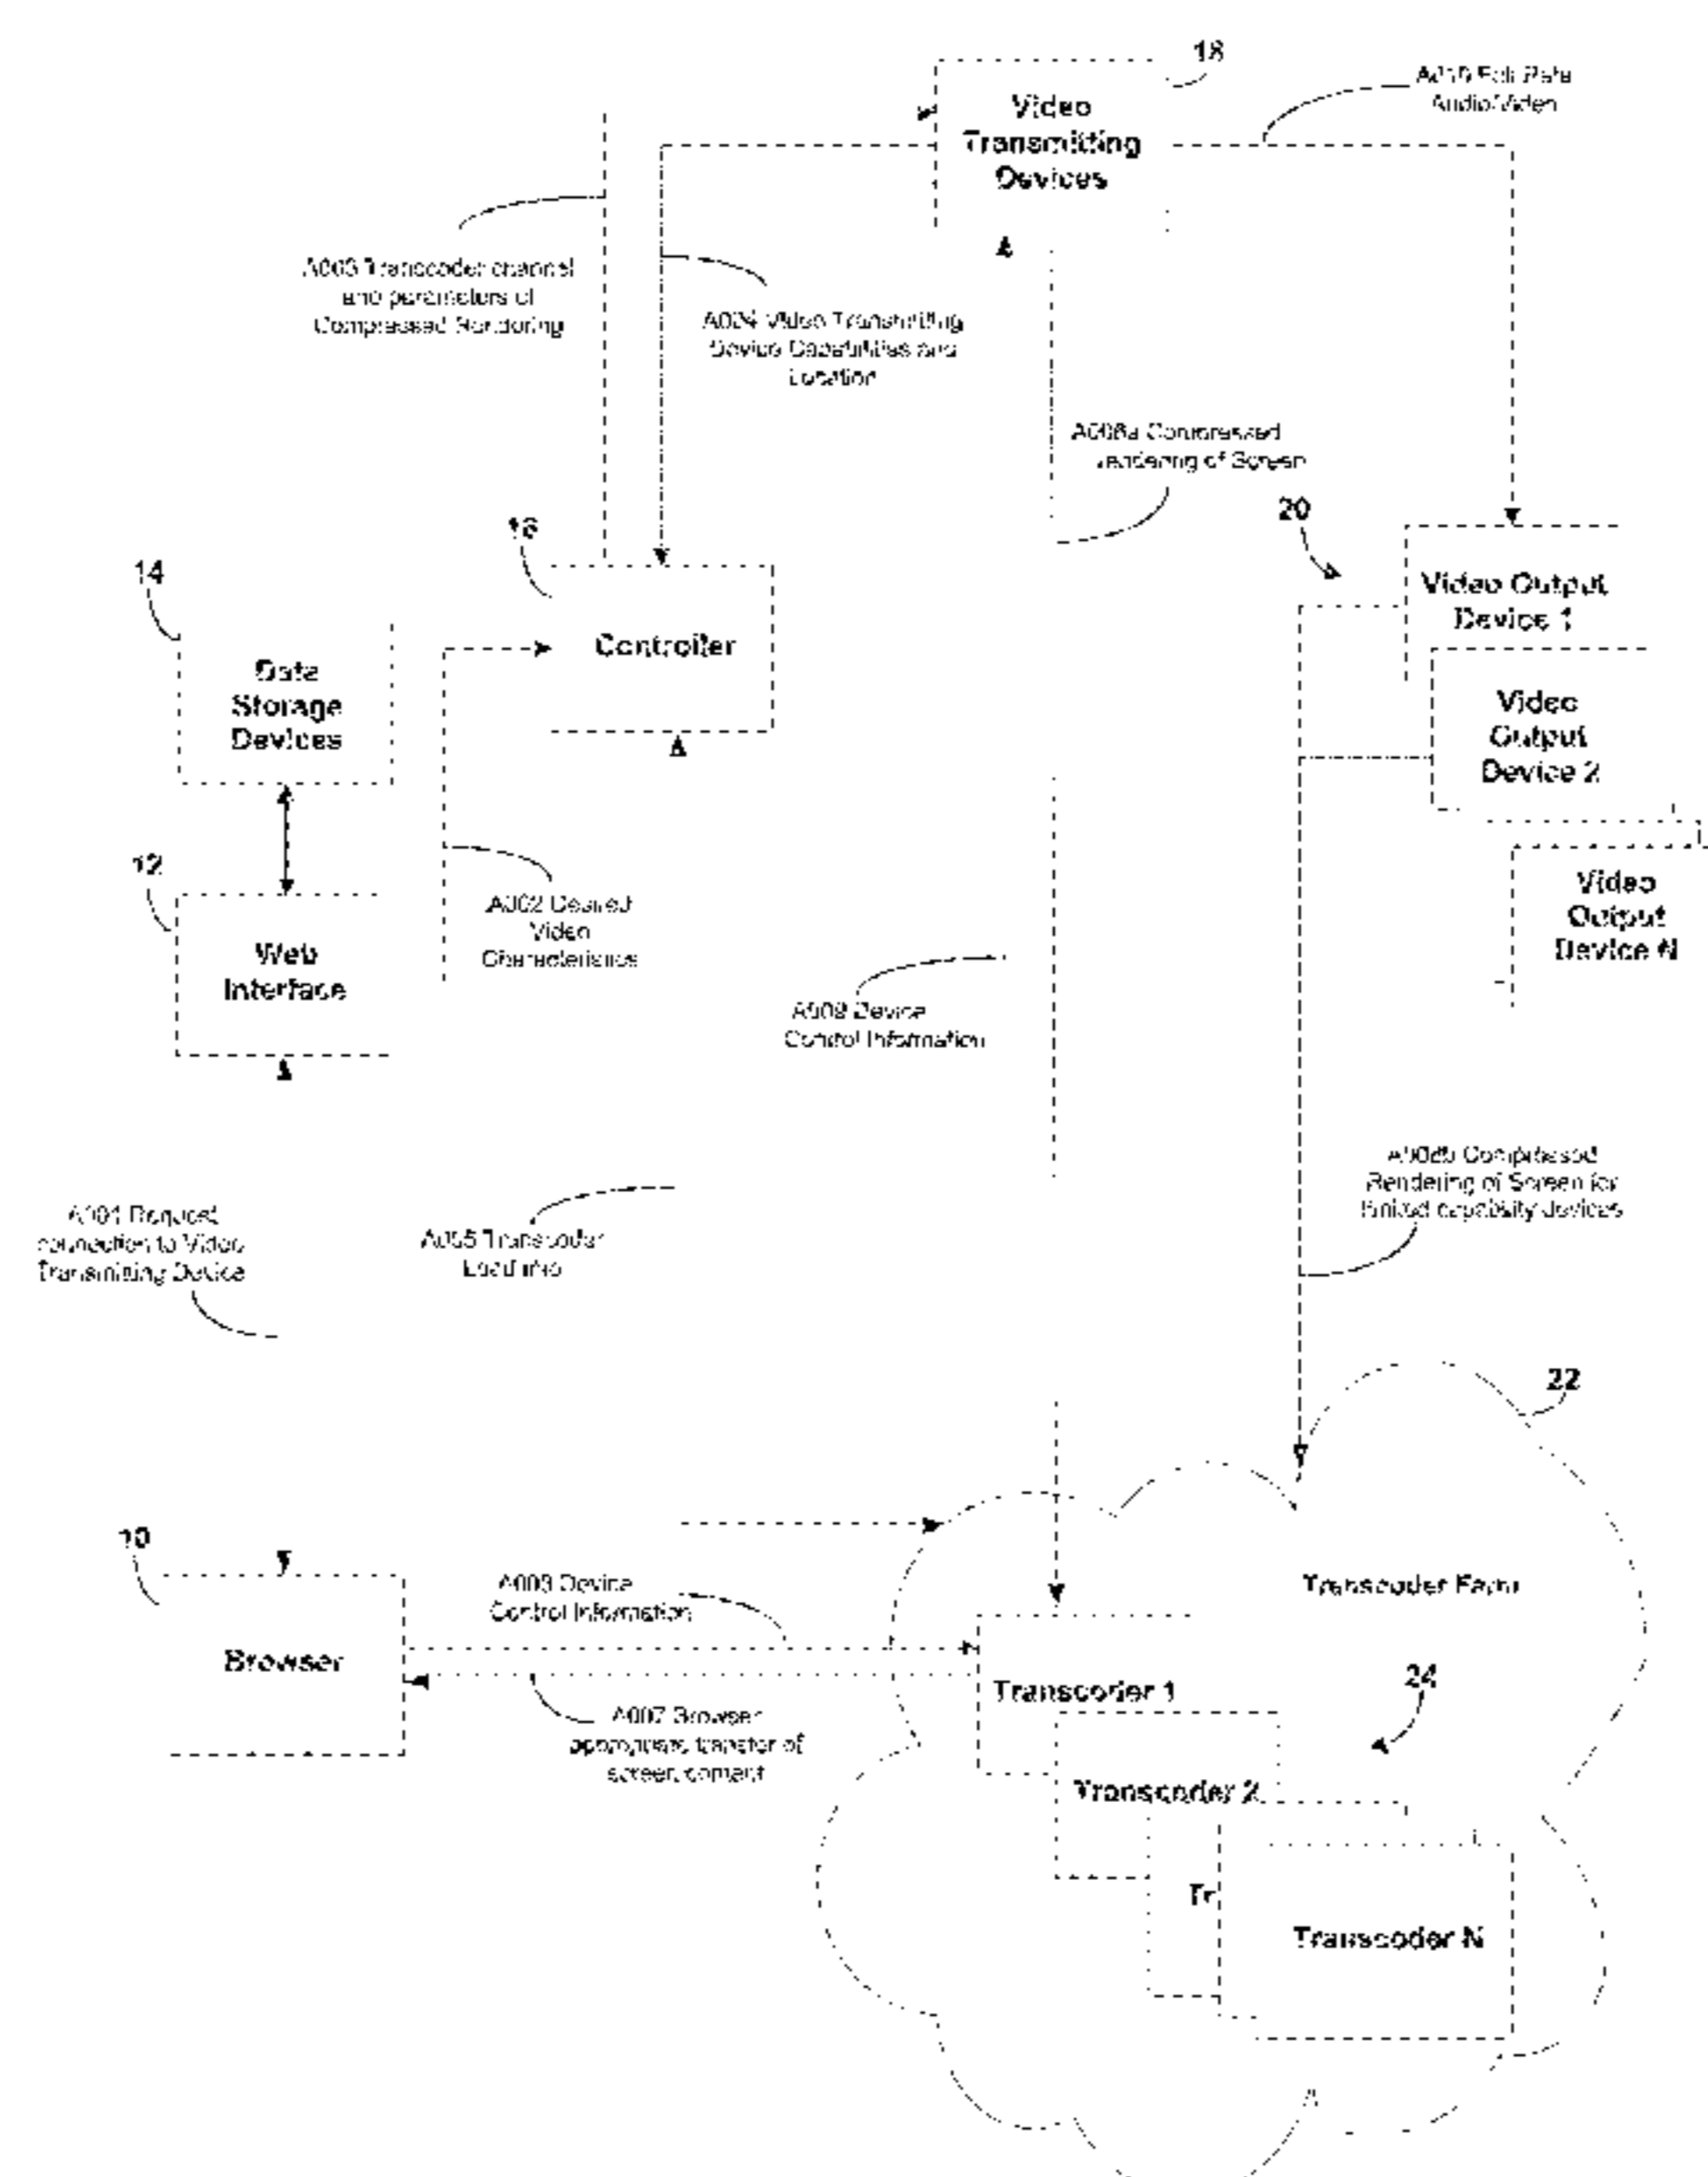 18
Video
Transmitting
Devices
Audio/Video
A003 Transcoder channel
and parameters of
Compressed Rendering
A004 Video Transmitting
Device Capabilities and
Location
A006a Compressed
rendering of Screen
20
16
14
Controller
Data
Storage
Devices
Video Output
Device 1
Video
Output
Device 2
Video
Output
Device N
12
Web
Interface
A002 Desired
Video
Characteristics
A009 Device
Control Information
A006b Compressed
Rendering of Screen for
limited capability devices
A001 Request
connection to Video
Transmitting Device
A005 Transcoder
Load info
22
10
Browser
A008 Device
Control Information
A007 Browser
appropriate transfer of
screen content
Transcoder Farm
24
Transcoder 1
Transcoder 2
Tr
Transcoder N